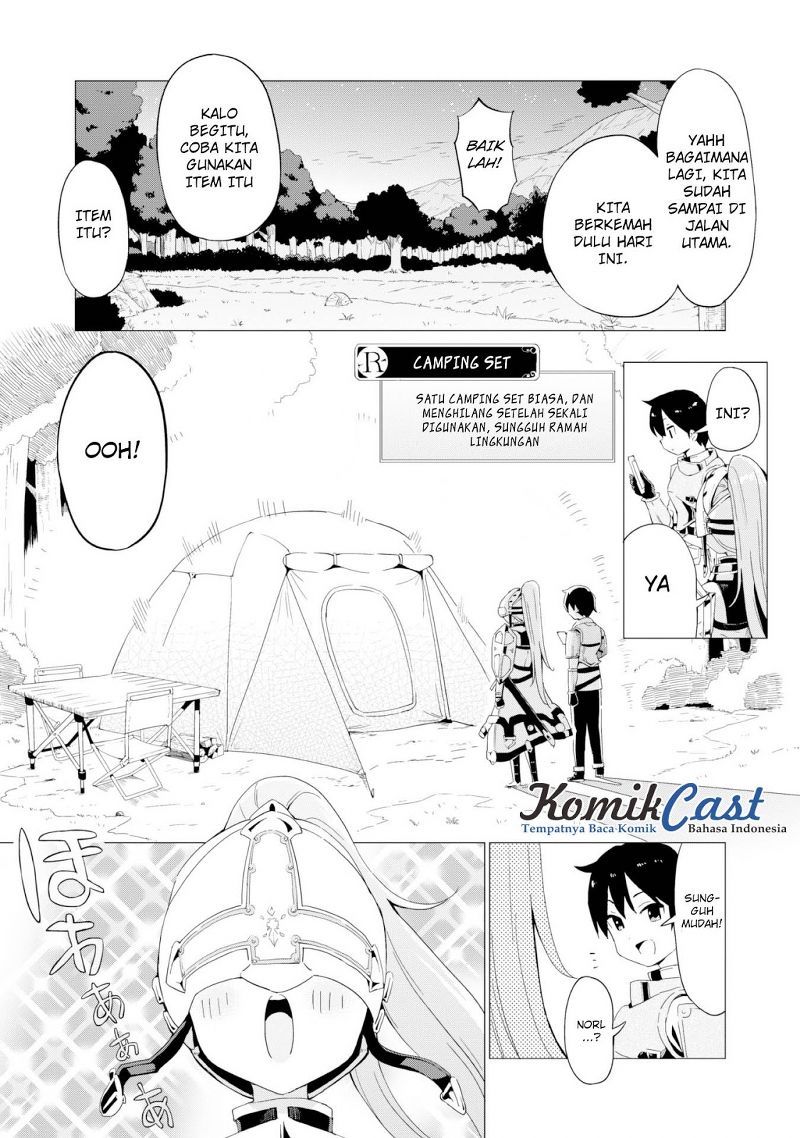 YAHH
BAGAIMANA
LAGI, KITA
SUDAH
SAMPAI DI
JALAN
UTAMA.
KITA
BERKEMAH
DULU HARI
INI.
BAIK
LAH!
KALO
BEGITU,
COBA KITA
GUNAKAN
ITEM ITU
ITEM
ITU?
INI?
YA
R
CAMPING SET
SATU CAMPING SET BIASA, DAN
MENGHILANG SETELAH SEKALI
DIGUNAKAN, SUNGGUH RAMAH
LINGKUNGAN
OOH!
KomikCast
Tempatnya Baca Komik Bahasa Indonesia
SUNG-
GUH
MUDAH!
NORL
...?
ほわぁぁぁぁ